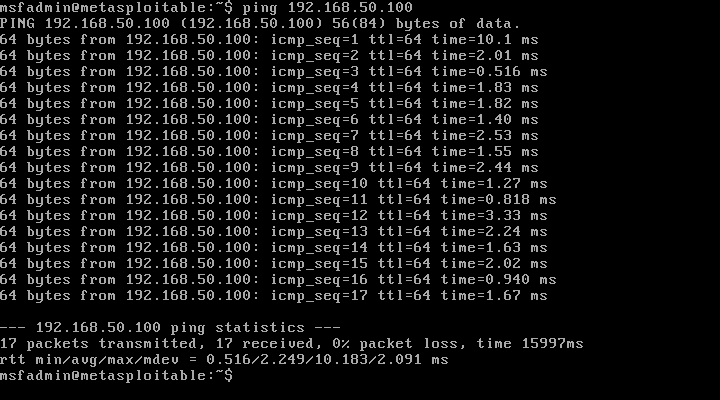 msfadmin@metasploitable:~$ ping 192.168.50.100
PING 192.168.50.100 (192.168.50.100) 56(84) bytes of data.
64 bytes from 192.168.50.100: icmp_seq=1 ttl=64 time=10.1 ms
64 bytes from 192.168.50.100: icmp_seq=2 ttl=64 time=2.01 ms
64 bytes from 192.168.50.100: icmp_seq=3 ttl=64 time=0.516 ms
64 bytes from 192.168.50.100: icmp_seq=4 ttl=64 time=1.83 ms
64 bytes from 192.168.50.100: icmp_seq=5 ttl=64 time=1.82 ms
64 bytes from 192.168.50.100: icmp_seq=6 ttl=64 time=1.40 ms
64 bytes from 192.168.50.100: icmp_seq=7 ttl=64 time=2.53 ms
64 bytes from 192.168.50.100: icmp_seq=8 ttl=64 time=1.55 ms
64 bytes from 192.168.50.100: icmp_seq=9 ttl=64 time=2.44 ms
64 bytes from 192.168.50.100: icmp_seq=10 ttl=64 time=1.27 ms
64 bytes from 192.168.50.100: icmp_seq=11 ttl=64 time=0.818 ms
64 bytes from 192.168.50.100: icmp_seq=12 ttl=64 time=3.33 ms
64 bytes from 192.168.50.100: icmp_seq=13 ttl=64 time=2.24 ms
64 bytes from 192.168.50.100: icmp_seq=14 ttl=64 time=1.63 ms
64 bytes from 192.168.50.100: icmp_seq=15 ttl=64 time=2.02 ms
64 bytes from 192.168.50.100: icmp_seq=16 ttl=64 time=0.940 ms
64 bytes from 192.168.50.100: icmp_seq=17 ttl=64 time=1.67 ms
--- 192.168.50.100 ping statistics ---
17 packets transmitted, 17 received, 0% packet loss, time 15997ms
rtt min/avg/max/mdev = 0.516/2.249/10.183/2.091 ms
msfadmin@metasploitable:~$